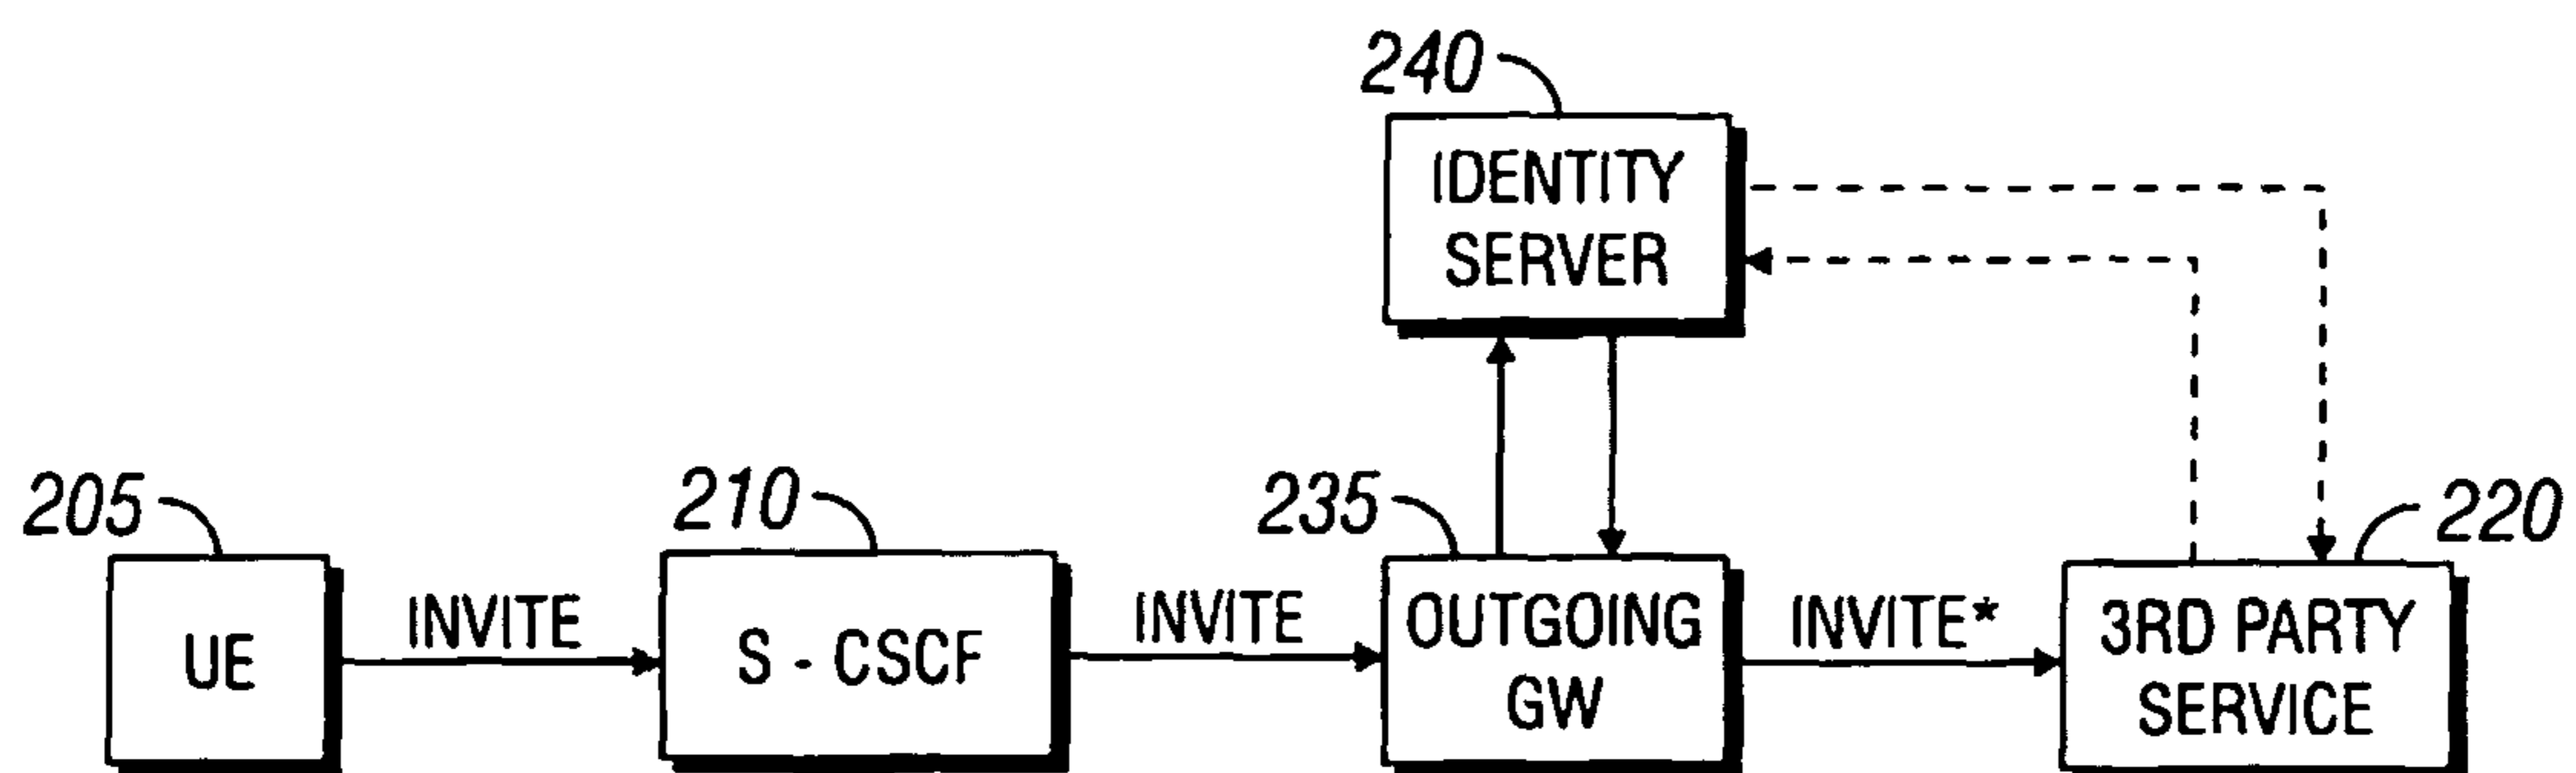 240
IDENTITY
SERVER
205
210
235
220
UE
INVITE
S - CSCF
INVITE
OUTGOING
GW
INVITE*
3RD PARTY
SERVICE